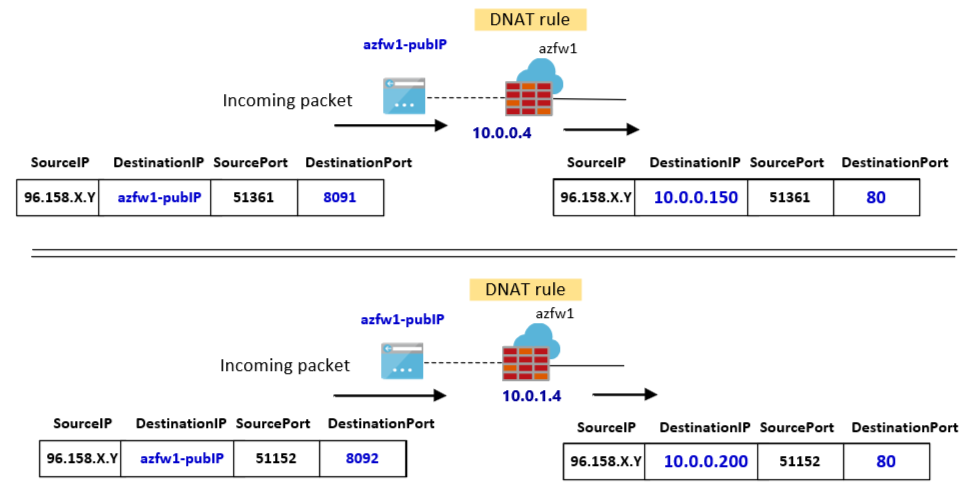 DNAT rule
azfw1-pubIP
azfw1
Incoming packet
10.0.0.4
SourceIP DestinationIP SourcePort DestinationPort
96.158.X.Y azfw1-pubIP 51361 8091
SourceIP DestinationIP SourcePort DestinationPort
96.158.X.Y 10.0.0.150 51361 80
DNAT rule
azfw1-pubIP
azfw1
Incoming packet
10.0.1.4
SourceIP DestinationIP SourcePort DestinationPort
96.158.X.Y azfw1-pubIP 51152 8092
SourceIP DestinationIP SourcePort DestinationPort
96.158.X.Y 10.0.0.200 51152 80